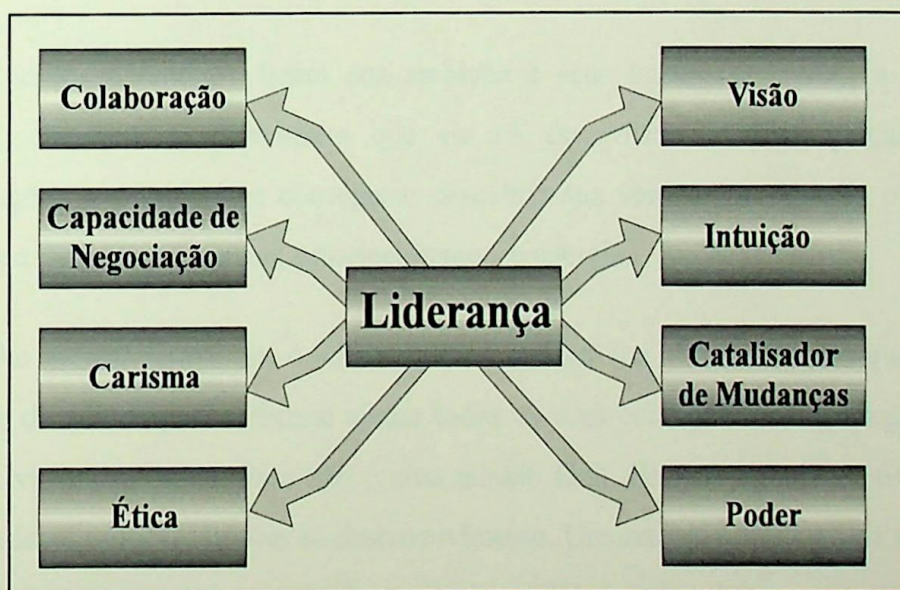 Colaboração
Capacidade de
Negociação
Carisma
Ética
Liderança
Visão
Intuição
Catalisador
de Mudanças
Poder